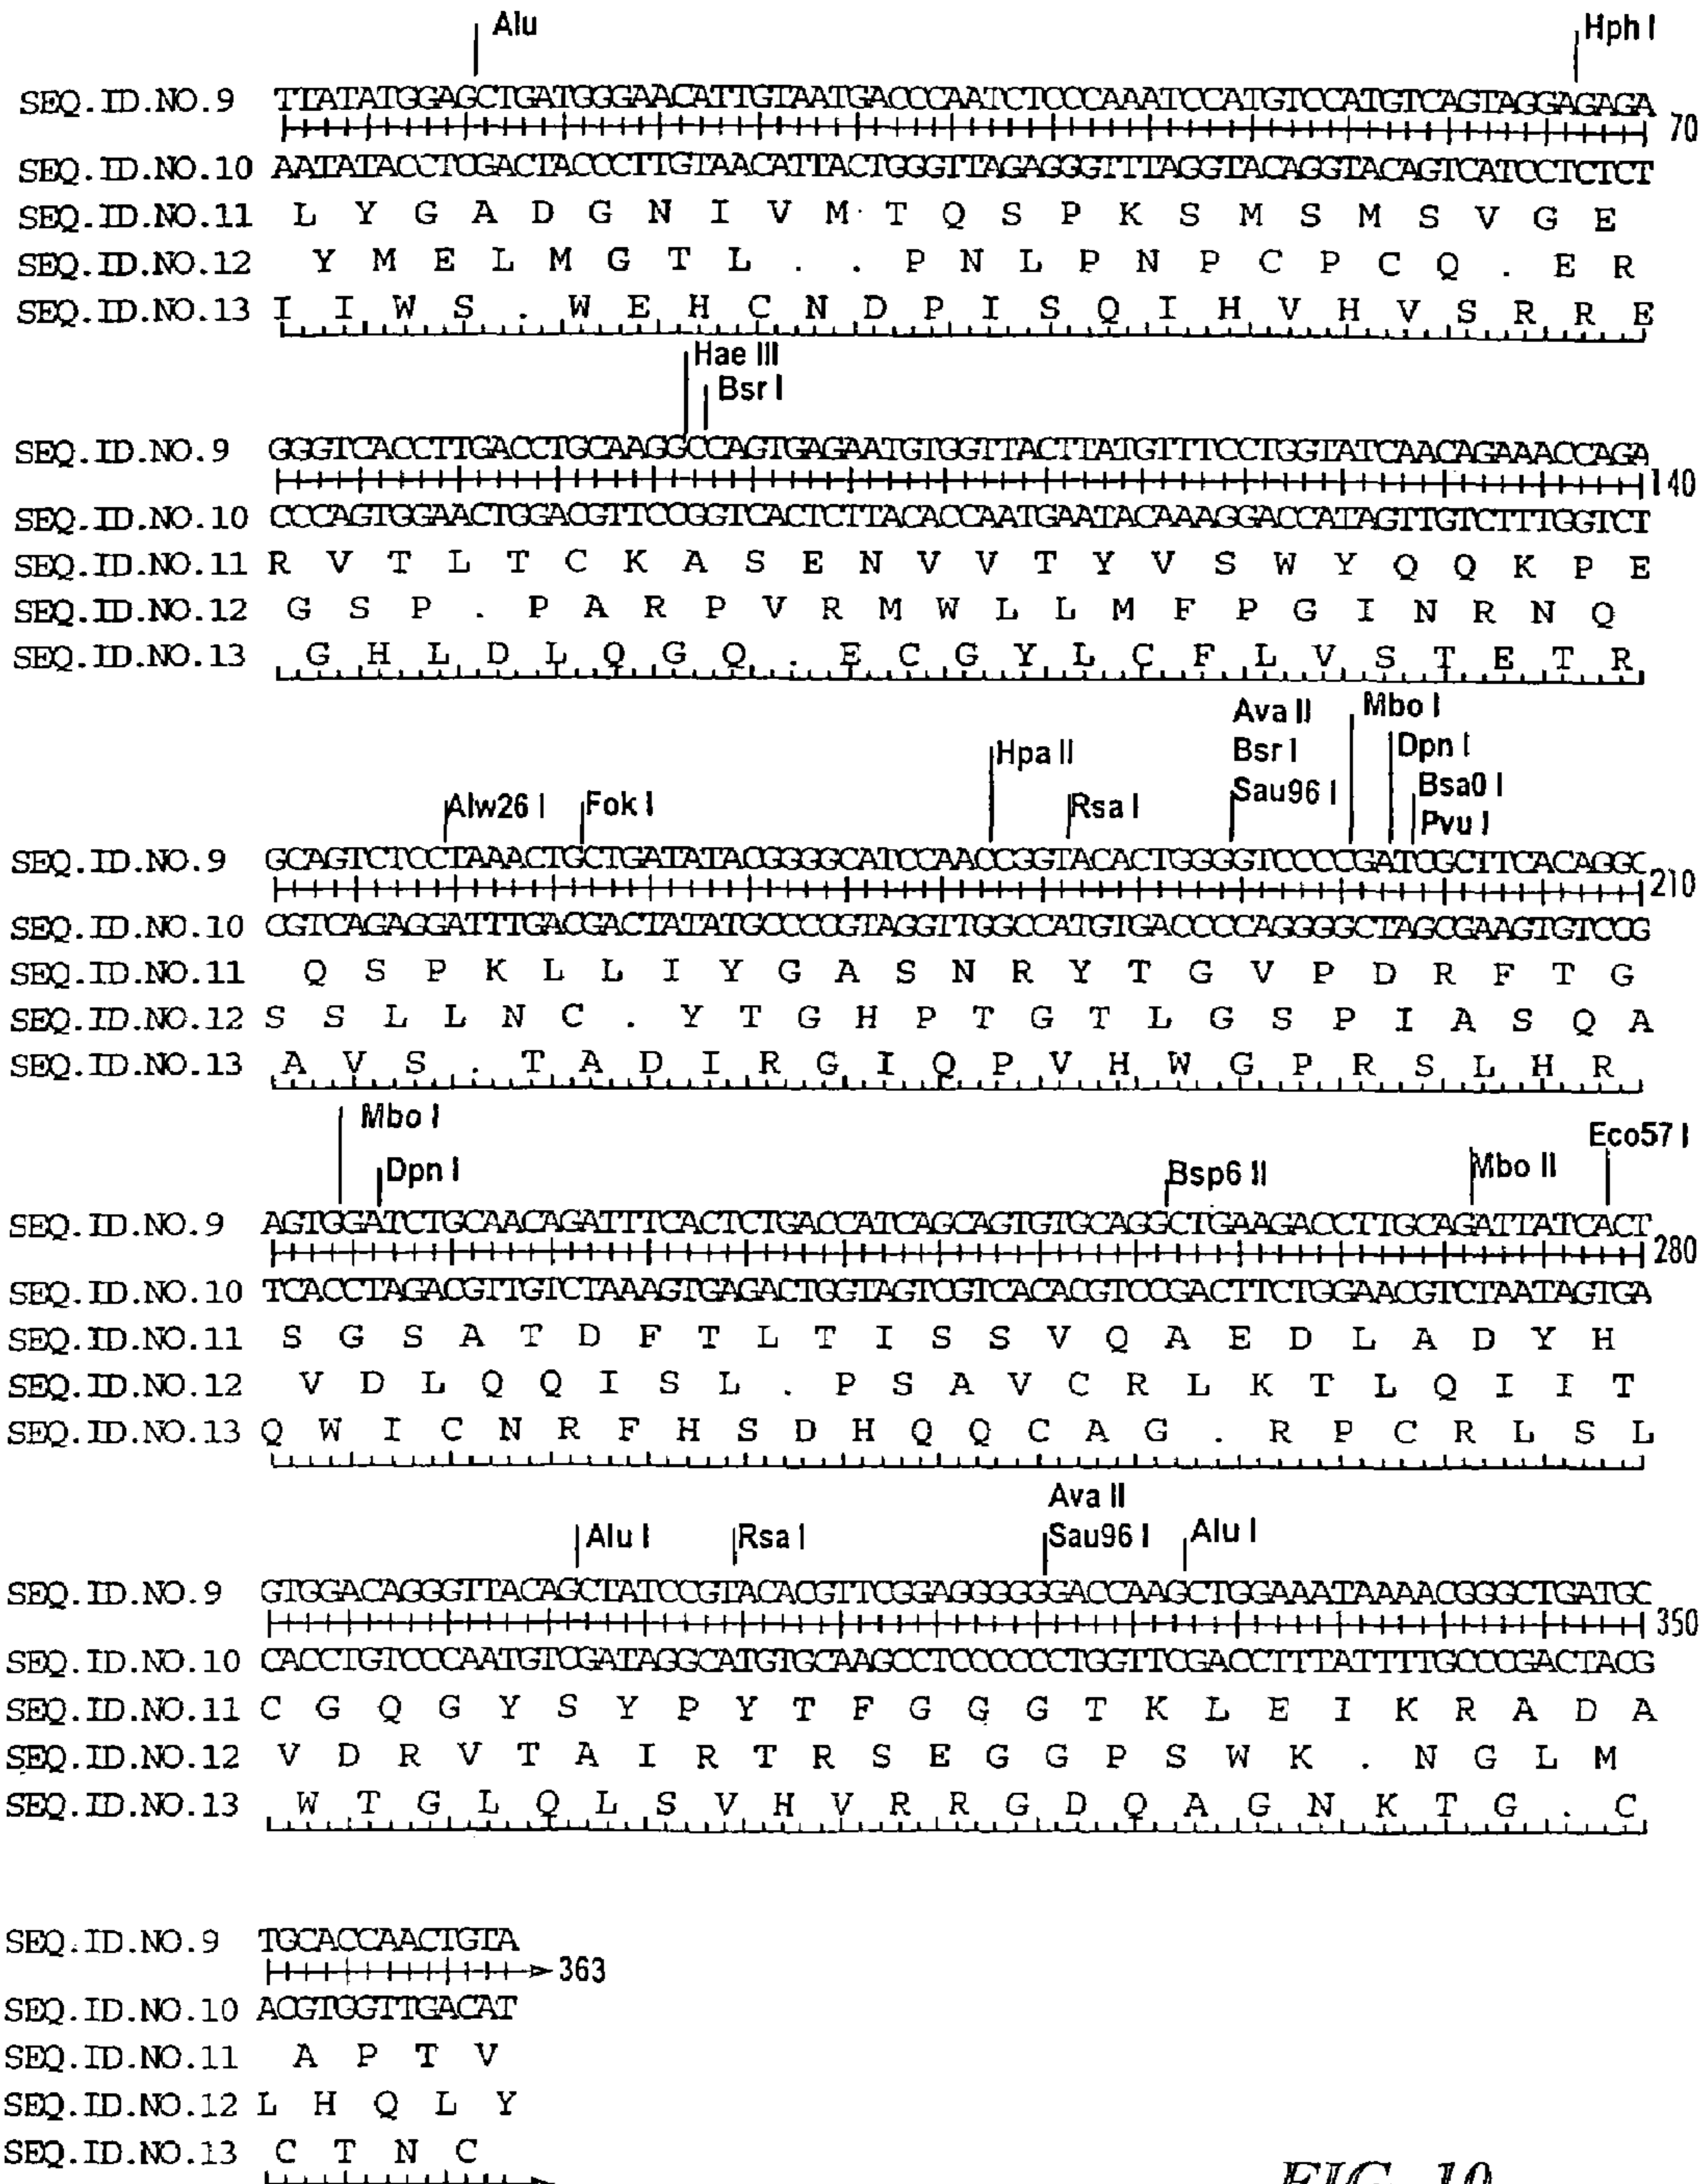 Alu
Hph I
SEQ.ID.NO.9 TTATATGGAGCTGATGGGAACATTGTAATGACCCAATCTCCCAAATCCATGTCCATGTCAGTAGGAGAGA
70
SEQ.ID.NO.10 AATATACCTCGACTACCCTTGTAACATTACTGGGTTAGAGGGTTTAGGTACAGGTACAGTCATCCTCTCT
SEQ.ID.NO.11 L Y G A D G N I V M T Q S P K S M S M S V G E
SEQ.ID.NO.12 Y M E L M G T L . . P N L P N P C P C Q . E R
SEQ.ID.NO.13 I I W S . W E H C N D P I S Q I H V H V S R R E
Hae III
Bsr I
SEQ.ID.NO.9 GGGTCACCTTGACCTGCAAGGCCAGTGAGAATGTGGTTACTTATGTTTCCTGGTATCAACAGAAACCAGA
140
SEQ.ID.NO.10 CCCAGTGGAACTGGACGTTCCGGTCACTCTTACACCAATGAATACAAAGGACCATAGTTGTCTTTGGTCT
SEQ.ID.NO.11 R V T L T C K A S E N V V T Y V S W Y Q Q K P E
SEQ.ID.NO.12 G S P . P A R P V R M W L L M F P G I N R N Q
SEQ.ID.NO.13 G H L D L Q G Q . E C G Y L C F L V S T E T R
Ava II
Mbo I
Hpa II
Bsr I
Dpn I
Alw26 I
Fok I
Rsa I
Sau96 I
Bsa0 I
Pvu I
SEQ.ID.NO.9 GCAGTCTCCTAAACTGCTGATATACGGGGCATCCAACCGGTACACTGGGGTCCCCGATCGCTTCACAGGC
210
SEQ.ID.NO.10 CGTCAGAGGATTTGACGACTATATGCCCCGTAGGTTGGCCATGTGACCCCAGGGGCTAGCGAAGTGTCCG
SEQ.ID.NO.11 Q S P K L L I Y G A S N R Y T G V P D R F T G
SEQ.ID.NO.12 S S L L N C . Y T G H P T G T L G S P I A S Q A
SEQ.ID.NO.13 A V S . T A D I R G I Q P V H W G P R S L H R
Mbo I
Eco57 I
Dpn I
Bsp6 II
Mbo II
SEQ.ID.NO.9 AGTGGATCTGCAACAGATTTCACTCTGACCATCAGCAGTGTGCAGGCTGAAGACCTTGCAGATTATCACT
280
SEQ.ID.NO.10 TCACCTAGACGTTGTCTAAAGTGAGACTGGTAGTCGTCACACGTCCGACTTCTGGAACGTCTAATAGTGA
SEQ.ID.NO.11 S G S A T D F T L T I S S V Q A E D L A D Y H
SEQ.ID.NO.12 V D L Q Q I S L . P S A V C R L K T L Q I I T
SEQ.ID.NO.13 Q W I C N R F H S D H Q Q C A G . R P C R L S L
Ava II
Alu I
Rsa I
Sau96 I
Alu I
SEQ.ID.NO.9 GTGGACAGGGTTACAGCTATCCGTACACGTTCGGAGGGGGGACCAAGCTGGAAATAAAACGGGCTGATGC
350
SEQ.ID.NO.10 CACCTGTCCCAATGTCGATAGGCATGTGCAAGCCTCCCCCCTGGTTCGACCTTTATTTTGCCCGACTACG
SEQ.ID.NO.11 C G Q G Y S Y P Y T F G G G T K L E I K R A D A
SEQ.ID.NO.12 V D R V T A I R T R S E G G P S W K . N G L M
SEQ.ID.NO.13 W T G L Q L S V H V R R G D Q A G N K T G . C
SEQ.ID.NO.9 TGCACCAACTGTA
363
SEQ.ID.NO.10 ACGTGGTTGACAT
SEQ.ID.NO.11 A P T V
SEQ.ID.NO.12 L H Q L Y
SEQ.ID.NO.13 C T N C
FIG. 10